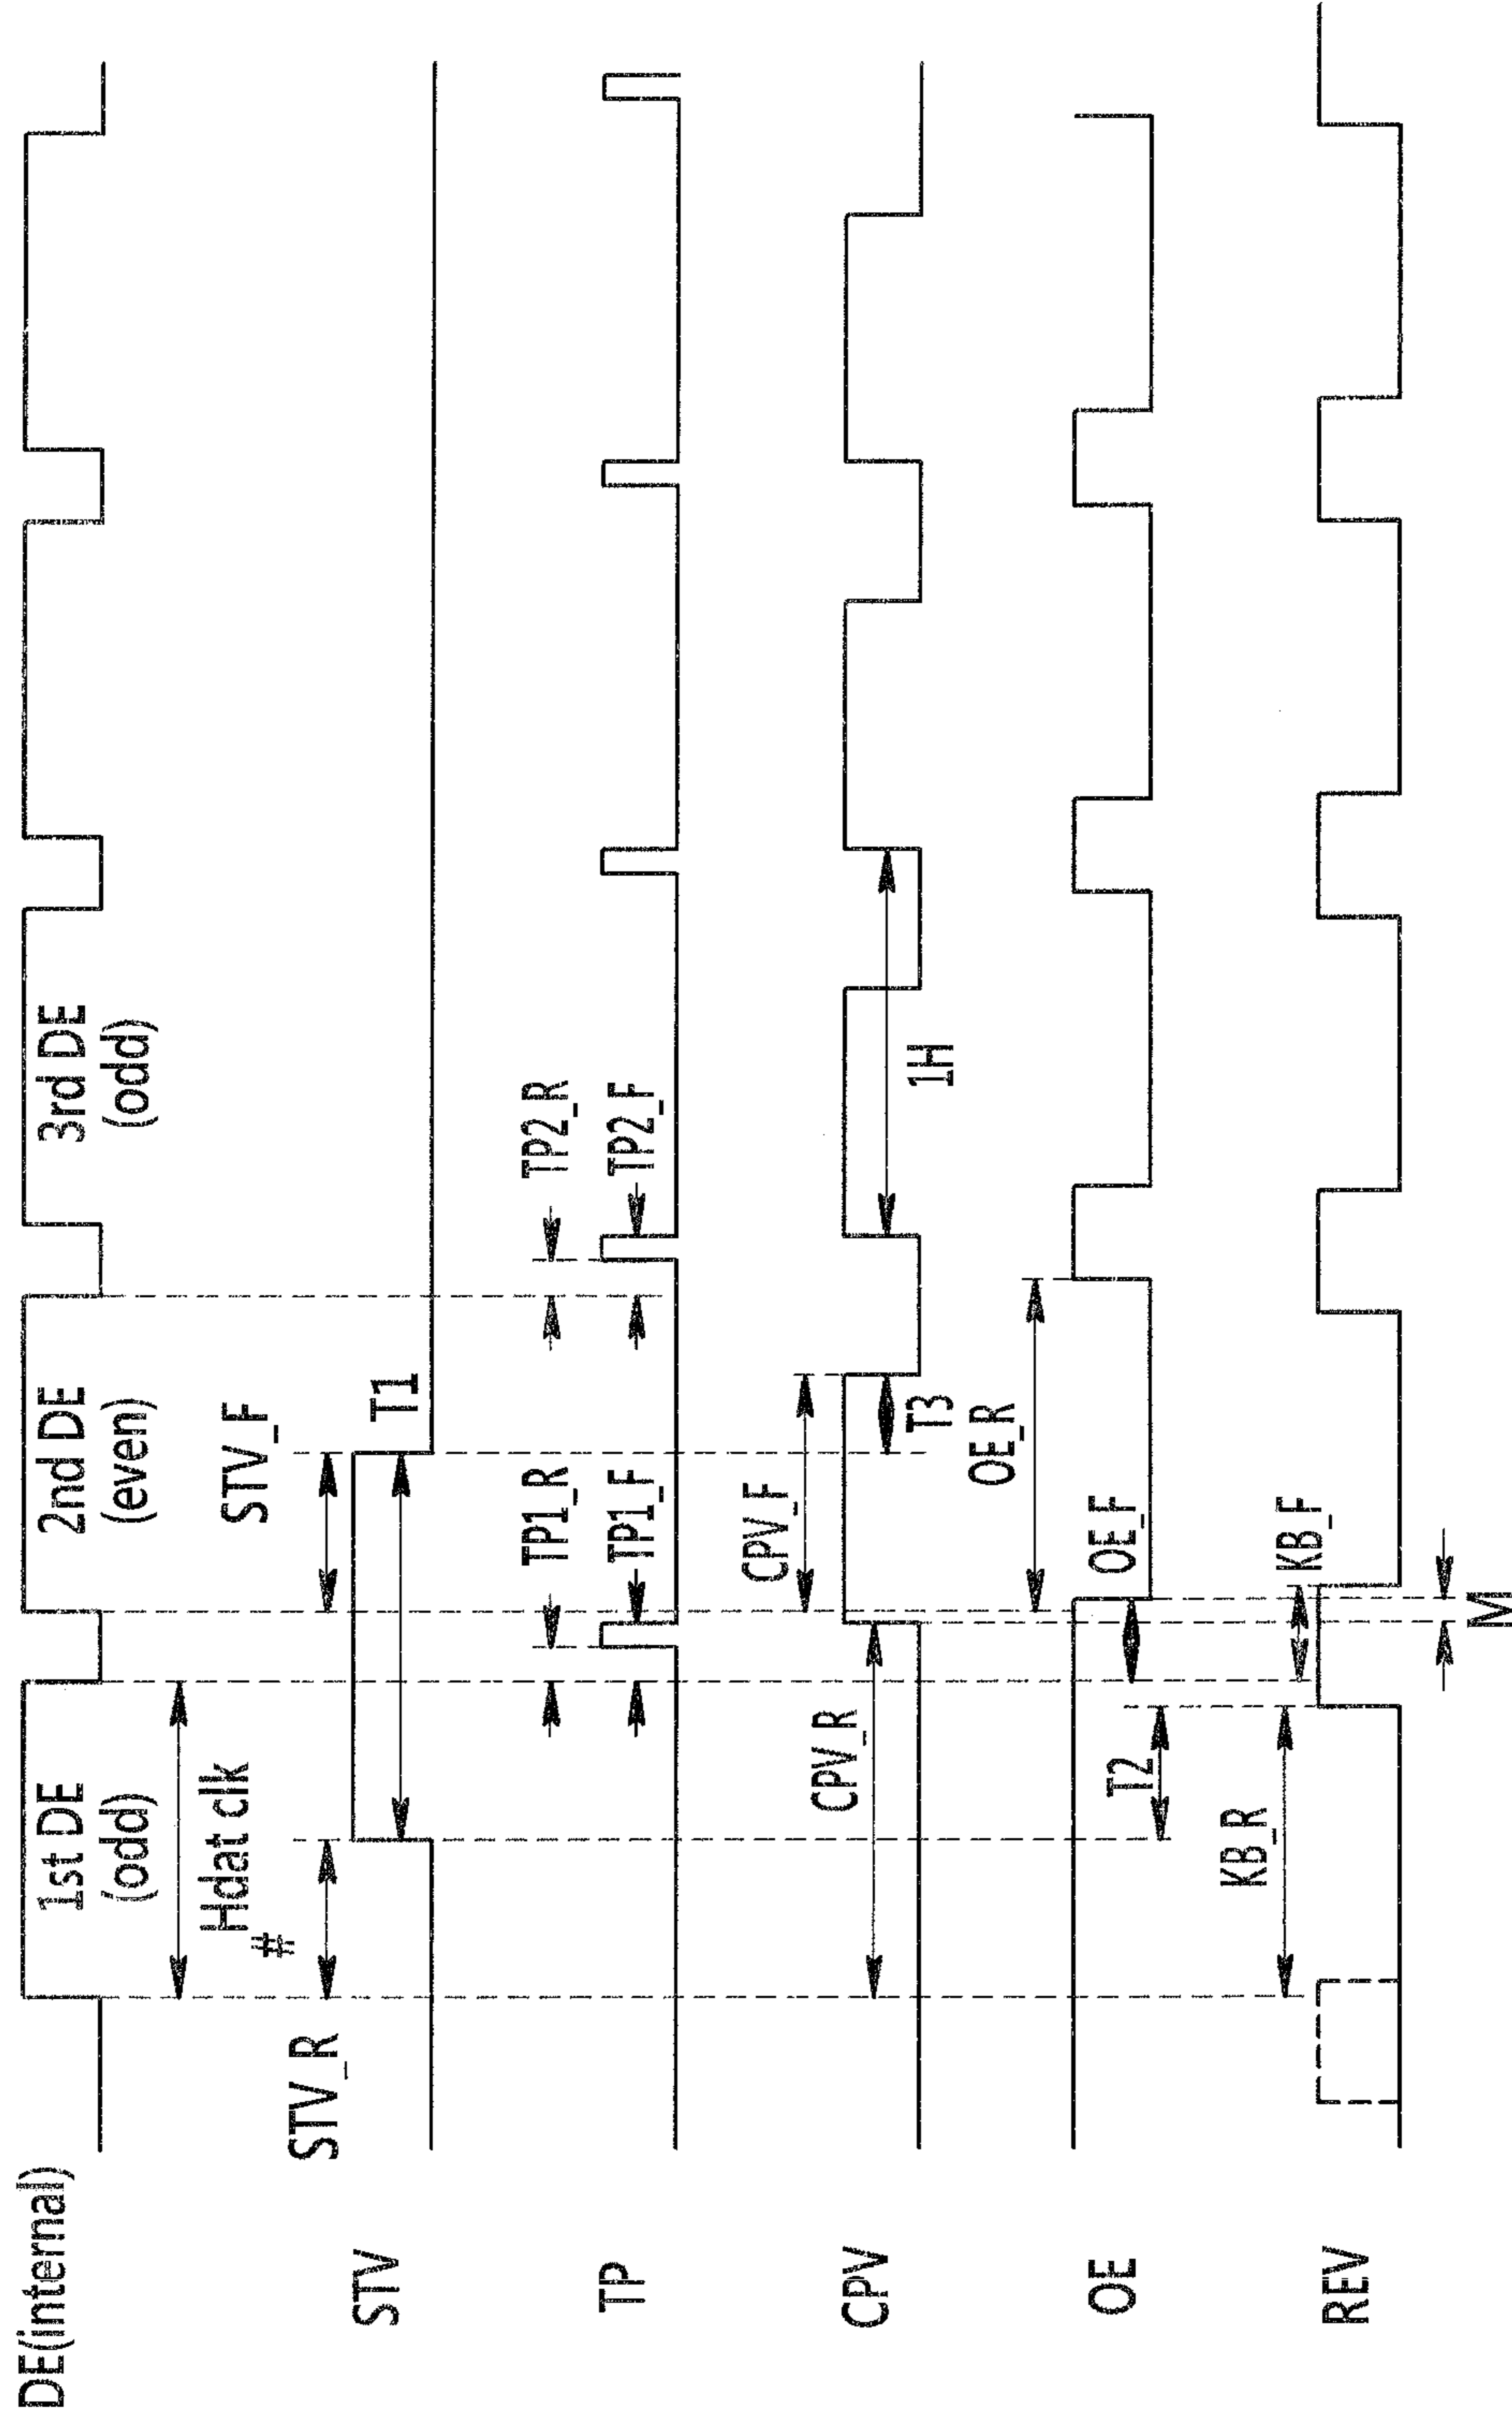 DE(internal)
1st DE
(odd)
2nd DE
(even)
3rd DE
(odd)
Hdat clk
#
STV_R
STV_F
STV
T1
TP1_R
TP2_R
TP
TP1_F
TP2_F
CPV_F
CPV_R
CPV
T3
1H
OE_R
OE
OE_F
T2
KB_R
KB_F
REV
M